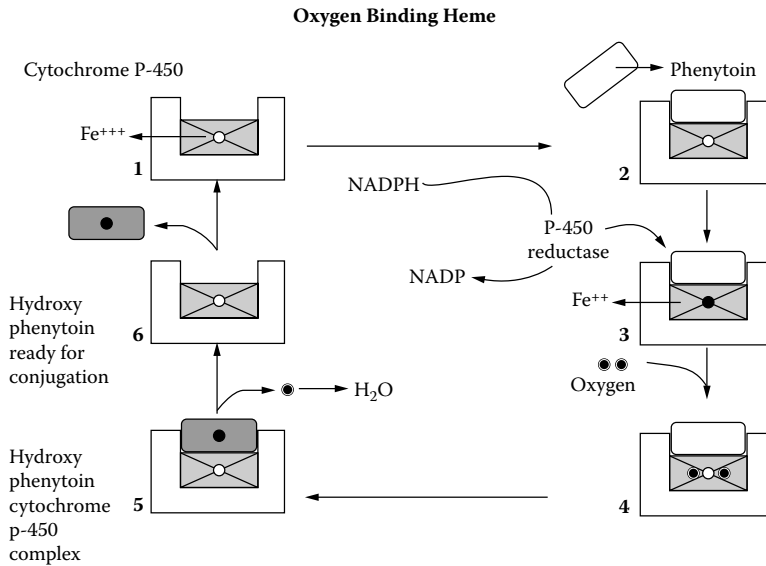 Oxygen Binding Heme
Cytochrome P-450
Phenytoin
Fe+++
1
2
NADPH
P-450
reductase
NADP
Fe++
3
Hydroxy
phenytoin
ready for
conjugation
6
Oxygen
H2O
Hydroxy
phenytoin
cytochrome
p-450
complex
5
4